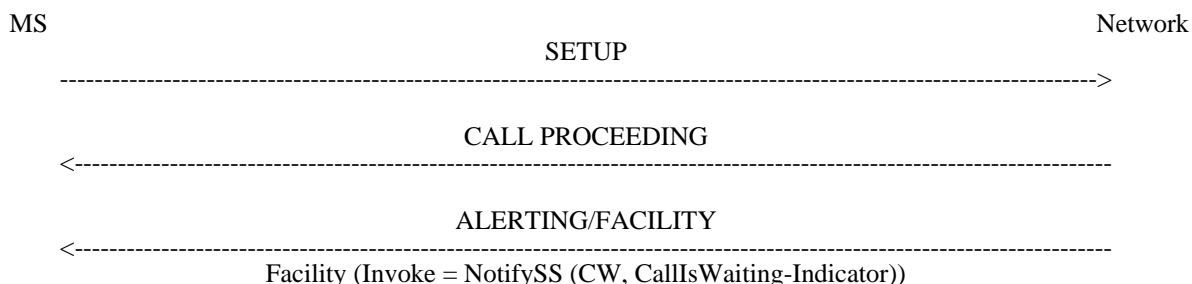 MS Network
SETUP
------------------------------------------------------------------------------------------------------------------------>
CALL PROCEEDING
<------------------------------------------------------------------------------------------------------------------------
ALERTING/FACILITY
<------------------------------------------------------------------------------------------------------------------------
Facility (Invoke = NotifySS (CW, CallIsWaiting-Indicator))